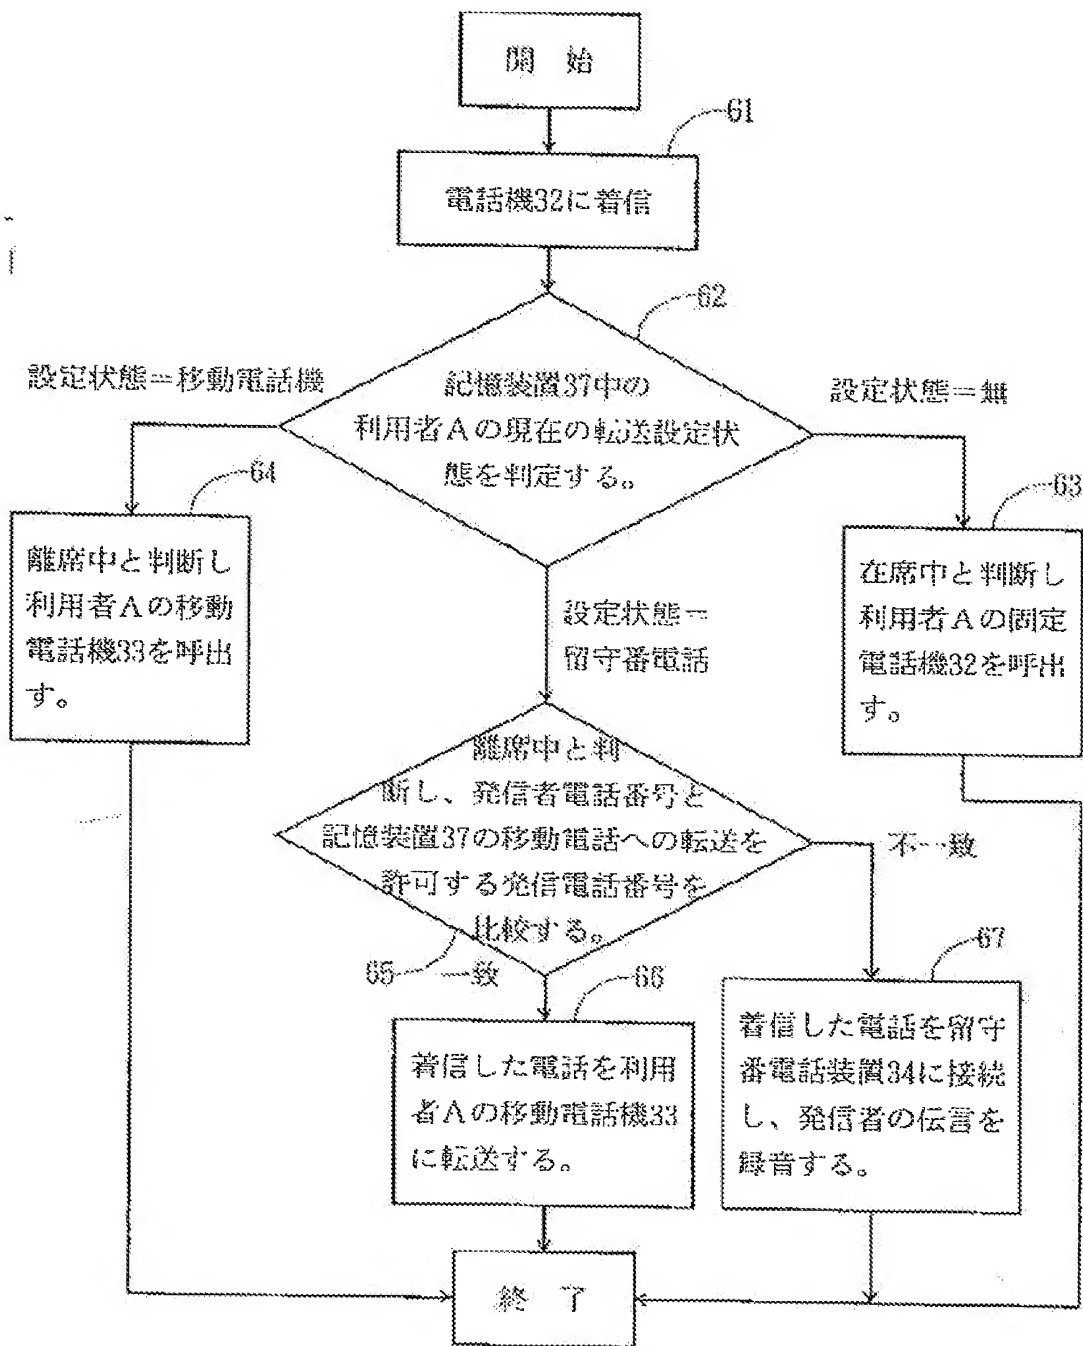 開 始
61
電話機32に着信
62
設定状態＝移動電話機
記憶装置37中の
利用者Aの現在の転送設定状
態を判定する。
設定状態＝無
64
離席中と判断し
利用者Aの移動
電話機33を呼出
す。
63
在席中と判断し
利用者Aの固定
電話機32を呼出
す。
設定状態＝
留守番電話
離席中と判
断し、発信者電話番号と
記憶装置37の移動電話への転送を
許可する発信電話番号を
比較する。
不一致
65
一致
66
着信した電話を利用
者Aの移動電話機33
に転送する。
67
着信した電話を留守
番電話装置34に接続
し、発信者の伝言を
録音する。
終 了